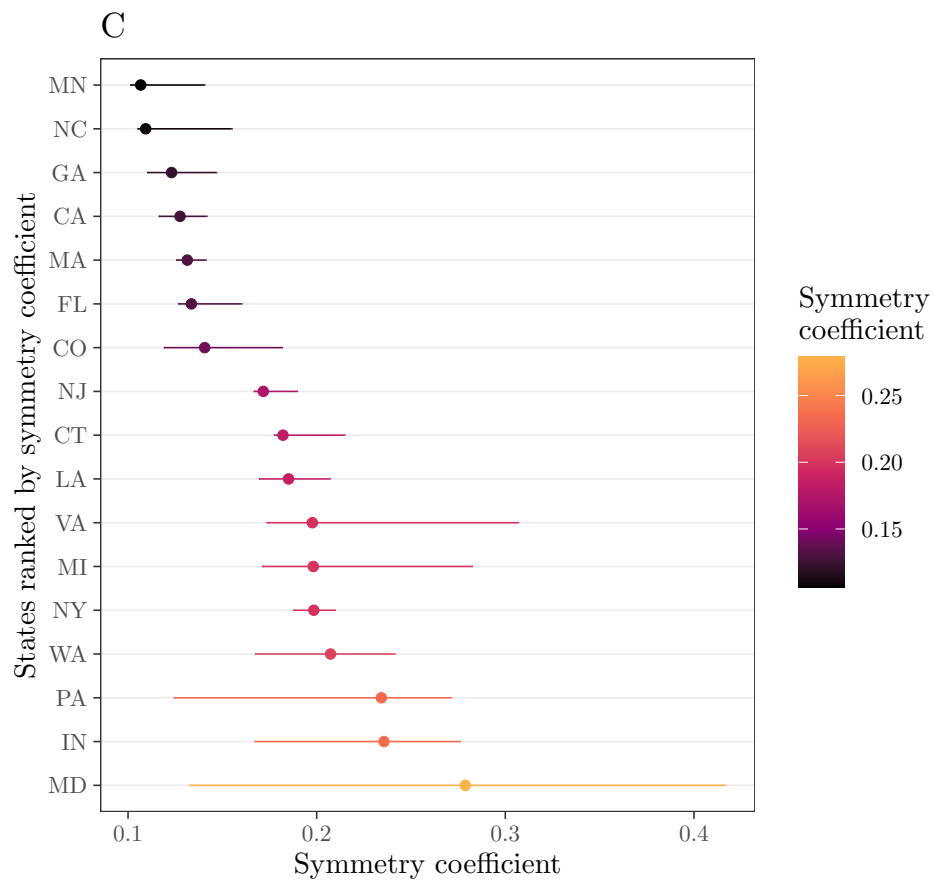 C
States ranked by symmetry coefficient
MN
NC
GA
CA
MA
FL
CO
NJ
CT
LA
VA
MI
NY
WA
PA
IN
MD
0.1
0.2
0.3
0.4
Symmetry coefficient
Symmetry
coefficient
0.25
0.20
0.15